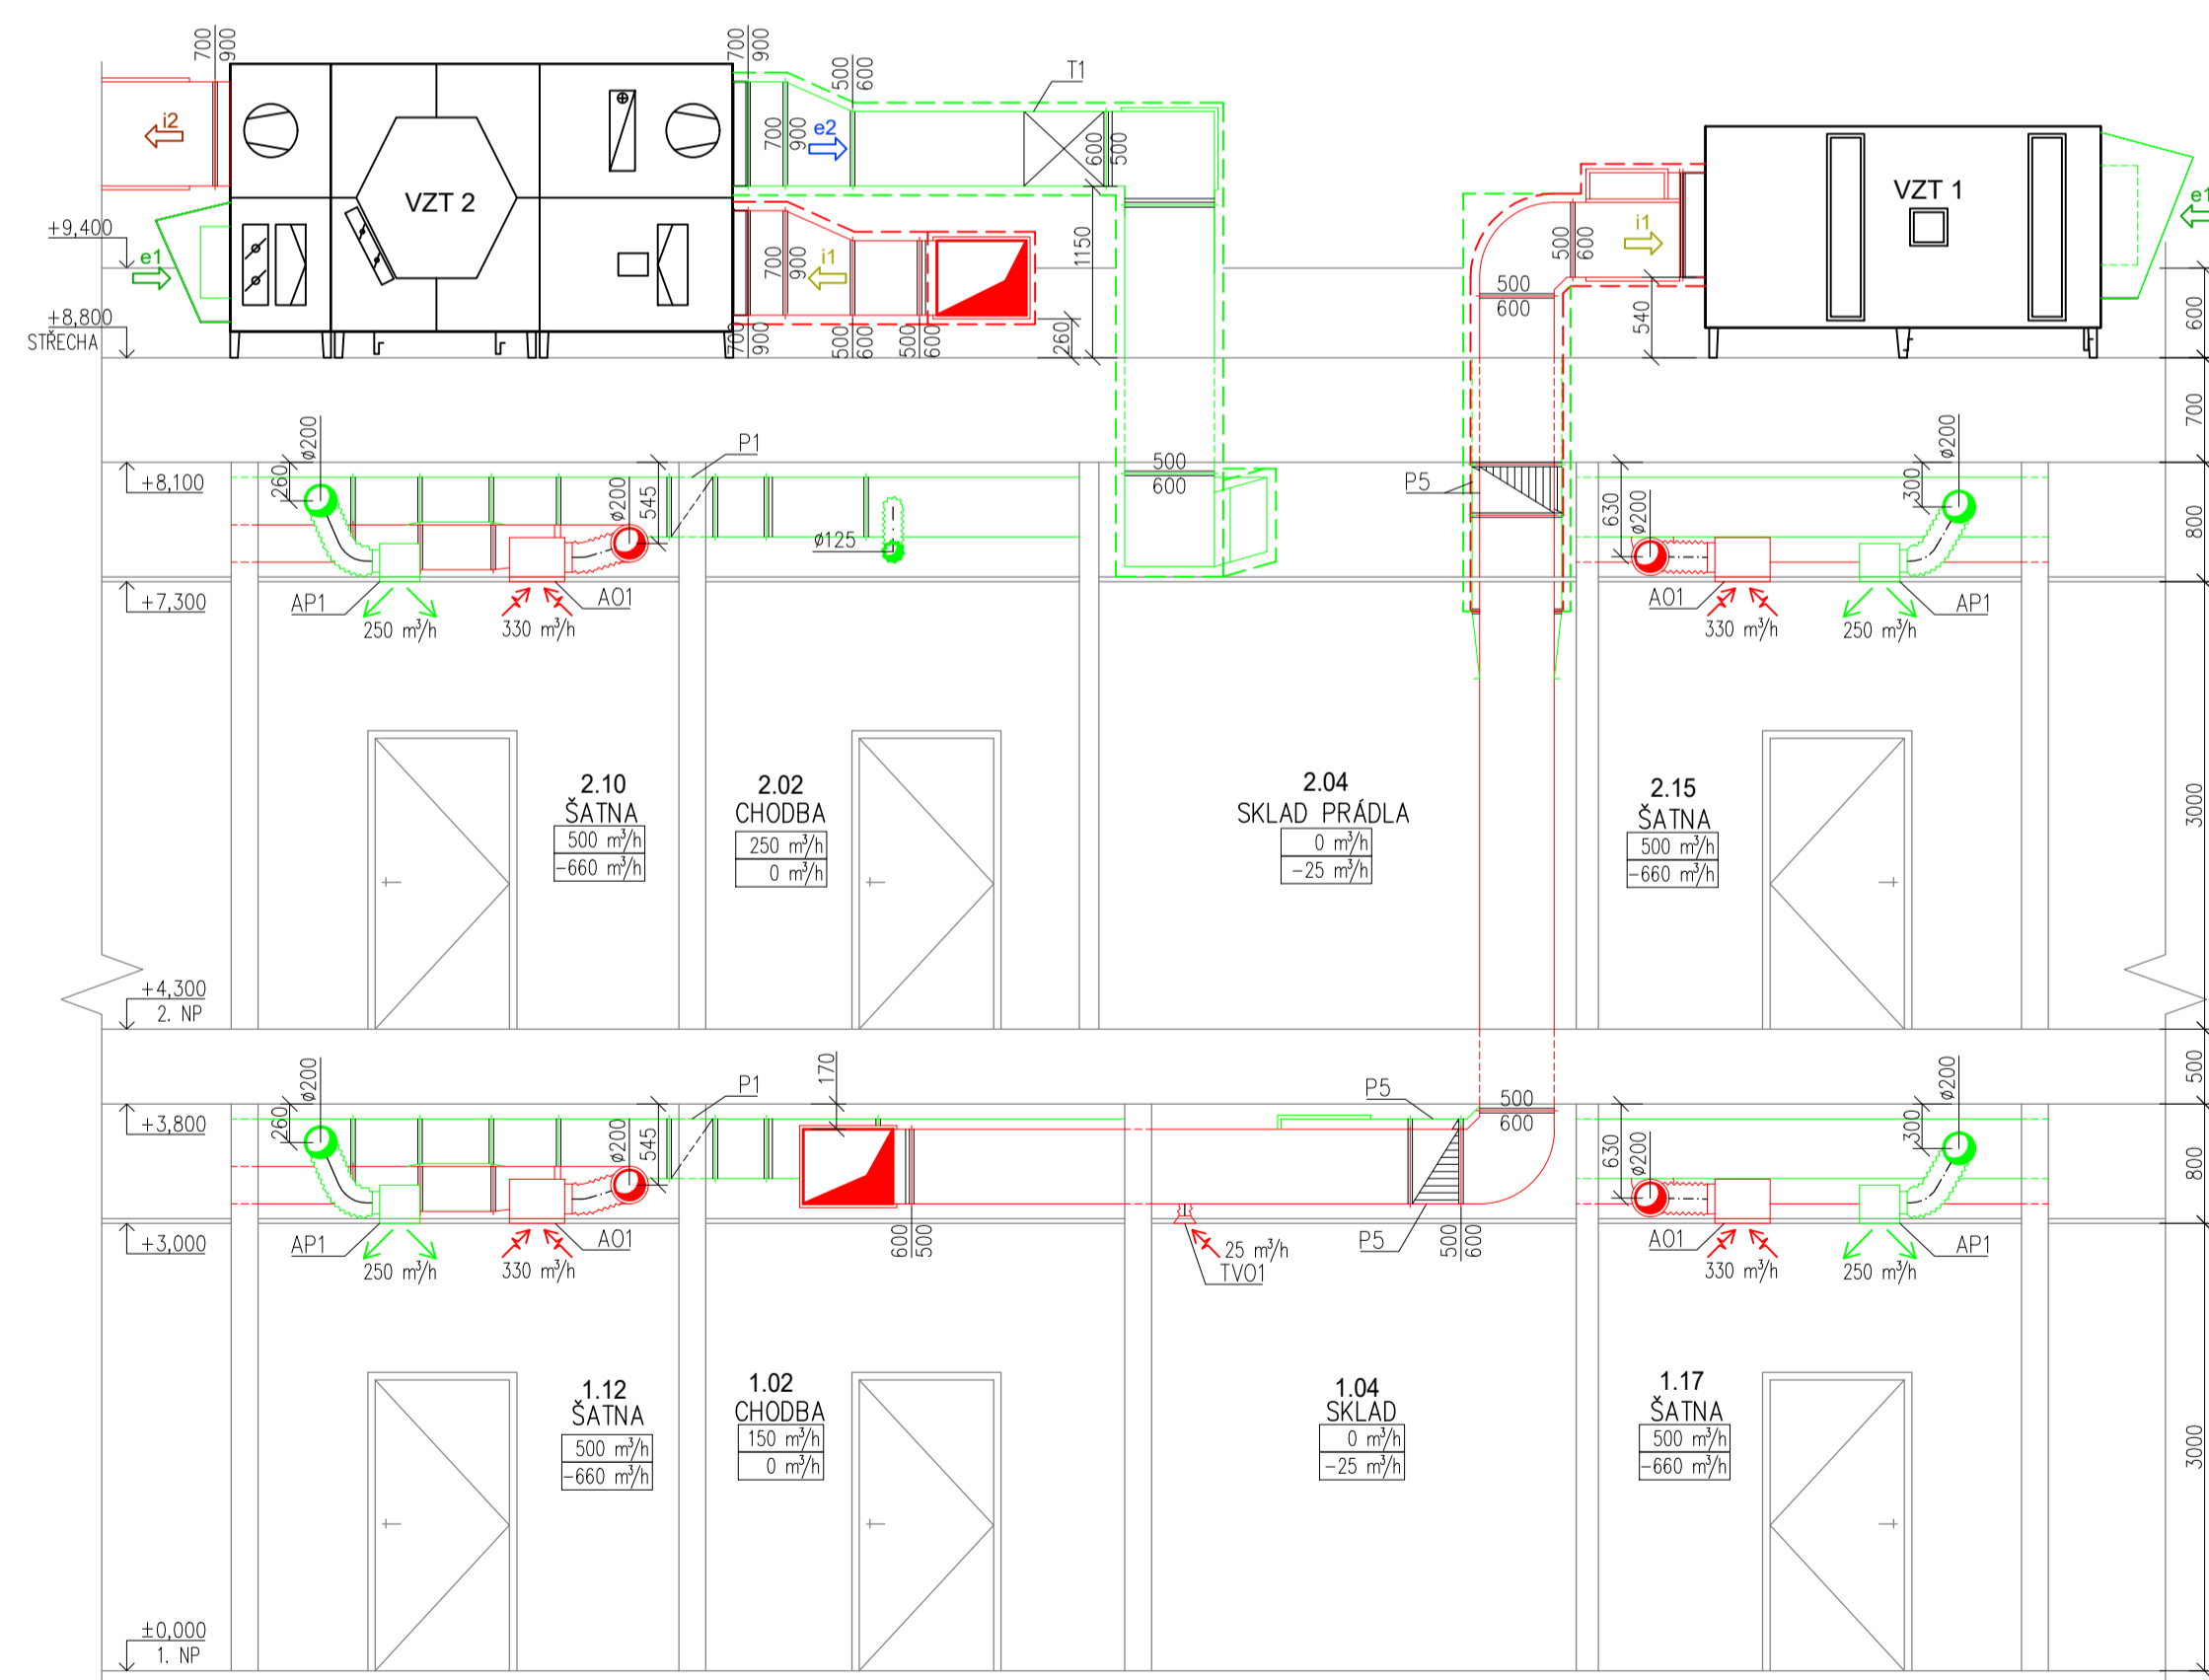 700
900
700
900
500
600
T1
i2
VZT 2
700
900
e2
600
500
VZT 1
e1
+9,400
e1
700
900
i1
1150
500
600
i1
500
600
540
600
+8,800
STŘECHA
700
900
500
600
500
600
260
700
ø200
260
P1
ø200
545
500
600
P5
630
ø200
300
ø200
+8,100
800
ø125
+7,300
AP1
AO1
250 m³/h
330 m³/h
AO1
AP1
330 m³/h
250 m³/h
2.10
ŠATNA
500 m³/h
-660 m³/h
2.02
CHODBA
250 m³/h
0 m³/h
2.04
SKLAD PRÁDLA
0 m³/h
-25 m³/h
2.15
ŠATNA
500 m³/h
-660 m³/h
3000
+4,300
2. NP
500
ø200
260
P1
170
ø200
545
P5
500
600
630
ø200
300
ø200
+3,800
800
+3,000
AP1
AO1
250 m³/h
330 m³/h
600
500
25 m³/h
TVO1
P5
500
600
AO1
AP1
330 m³/h
250 m³/h
1.12
ŠATNA
500 m³/h
-660 m³/h
1.02
CHODBA
150 m³/h
0 m³/h
1.04
SKLAD
0 m³/h
-25 m³/h
1.17
ŠATNA
500 m³/h
-660 m³/h
3000
±0,000
1. NP